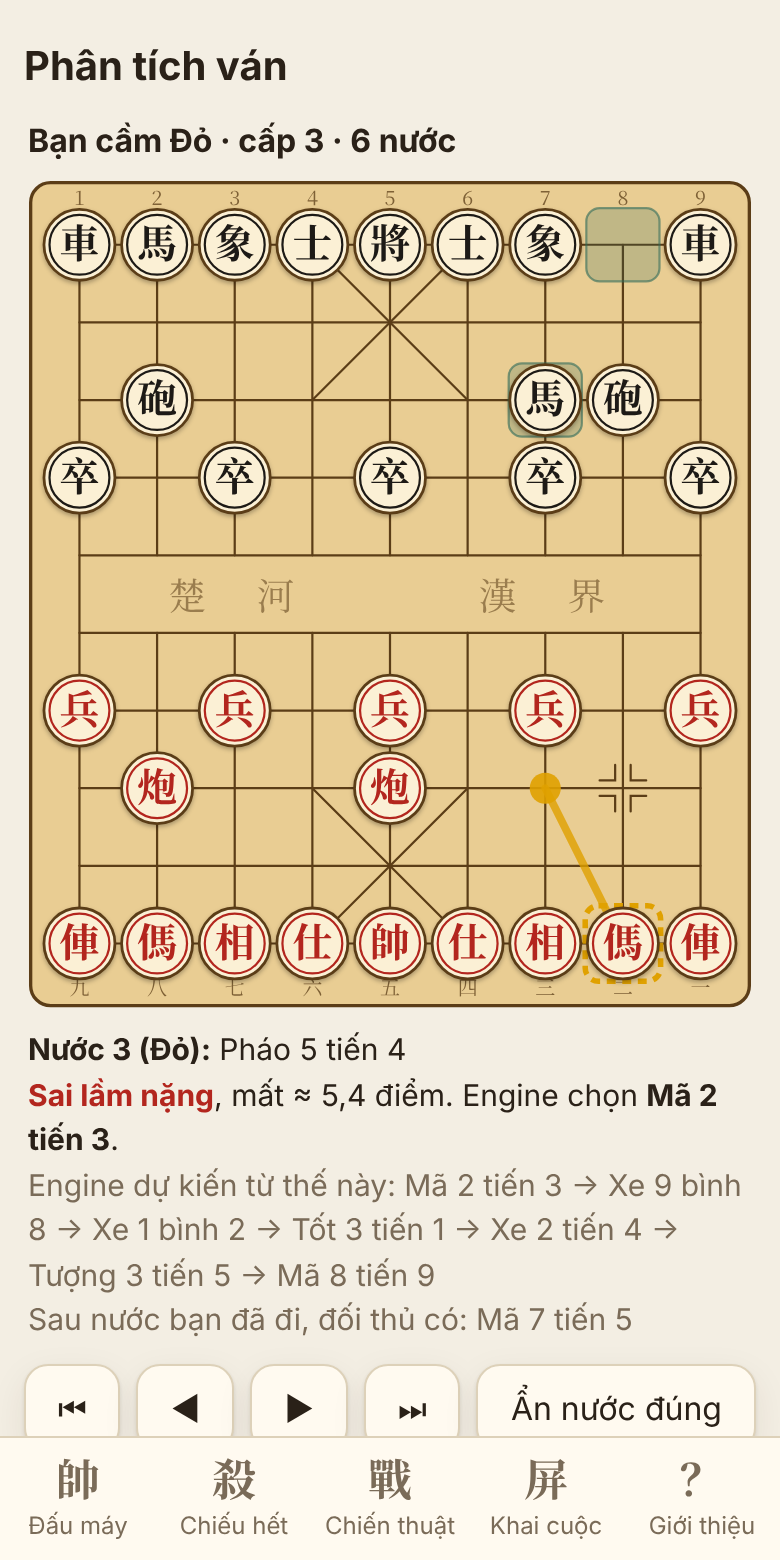 Phân tích ván
Bạn cầm Đỏ · cấp 3 · 6 nước
1 2 3 4 5 6 7 8 9
車 馬 象 士 將 士 象 車
砲 馬 砲
卒 卒 卒 卒 卒
楚 河 漢 界
兵 兵 兵 兵 兵
炮 炮
俥 傌 相 仕 帥 仕 相 傌 俥
九 八 七 六 五 四 三 二 一
Nước 3 (Đỏ): Pháo 5 tiến 4
Sai lầm nặng, mất ≈ 5,4 điểm. Engine chọn Mã 2
tiến 3.
Engine dự kiến từ thế này: Mã 2 tiến 3 → Xe 9 bình
8 → Xe 1 bình 2 → Tốt 3 tiến 1 → Xe 2 tiến 4 →
Tượng 3 tiến 5 → Mã 8 tiến 9
Sau nước bạn đã đi, đối thủ có: Mã 7 tiến 5
Ẩn nước đúng
帥 殺 戰 屏 ?
Đấu máy Chiếu hết Chiến thuật Khai cuộc Giới thiệu